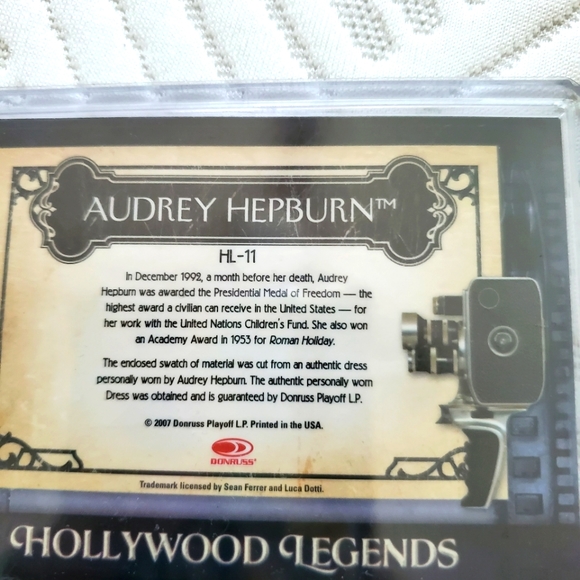 AUDREY HEPBURN™
HL-11
In December 1992, a month before her death, Audrey
Hepburn was awarded the Presidential Medal of Freedom — the
highest award a civilian can receive in the United States — for
her work with the United Nations Children's Fund. She also won
an Academy Award in 1953 for Roman Holiday.
The enclosed swatch of material was cut from an authentic dress
personally worn by Audrey Hepburn. The authentic personally worn
Dress was obtained and is guaranteed by Donruss Playoff L.P.
© 2007 Donruss Playoff L.P. Printed in the USA.
DONRUSS
Trademark licensed by Sean Ferrer and Luca Dotti.
HOLLYWOOD LEGENDS